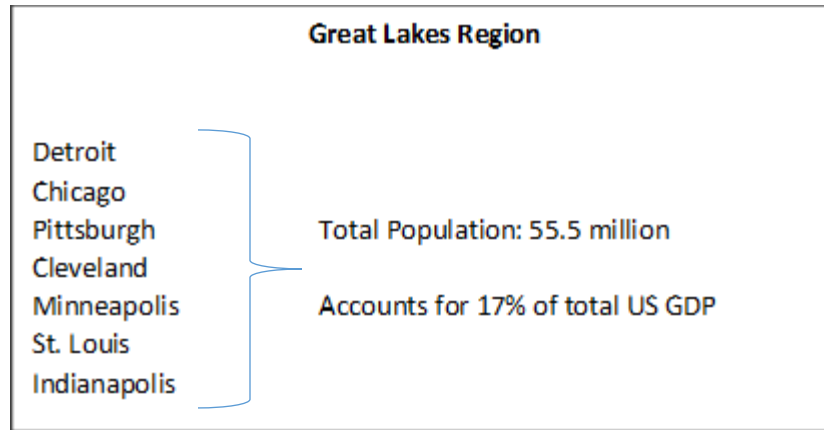 Great Lakes Region
Detroit
Chicago
Pittsburgh
Cleveland
Minneapolis
St. Louis
Indianapolis
Total Population: 55.5 million
Accounts for 17% of total US GDP